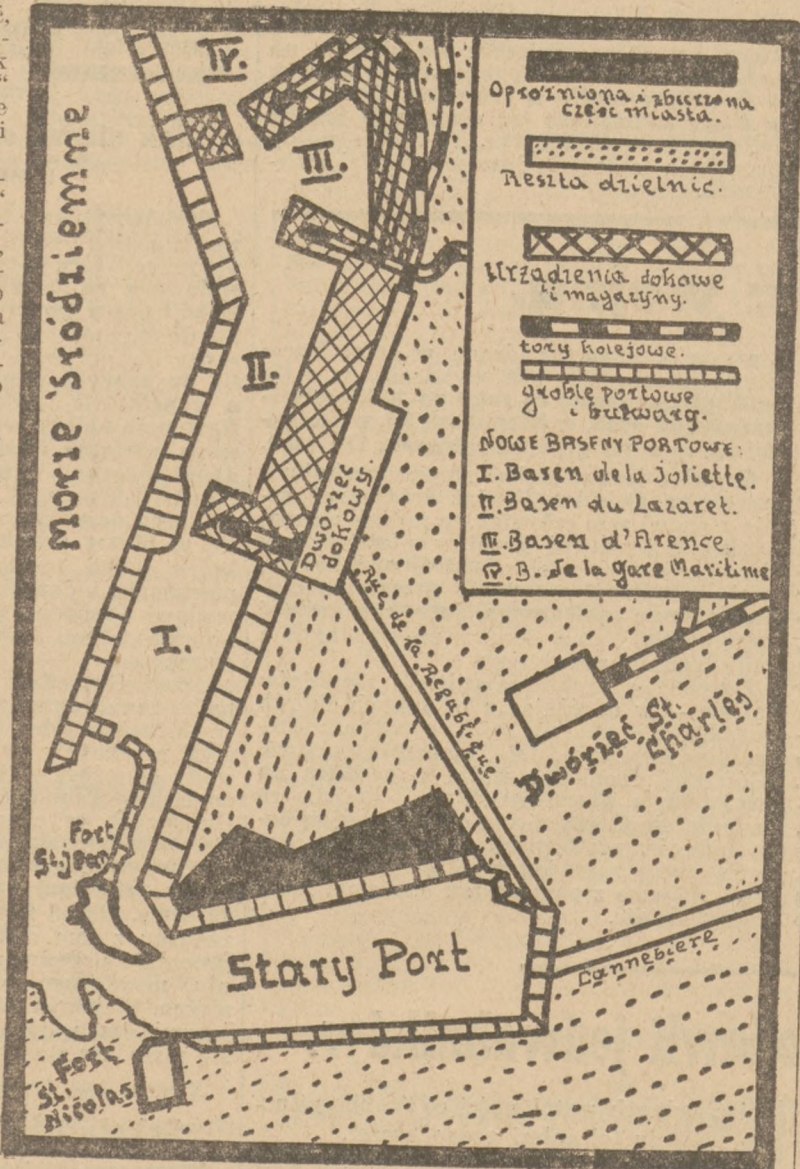 Morze Śródziemne
IV.
III.
II.
I.
Dworzec
dokowy.
Rue de la Republique
Dworzec St.
Charles
Fort
St. Jean
Stary Port
Cannebiere
Fort
St.
Nicolas
Opróżniona i zburzona
część miasta.
Reszta dzielnic.
Urządzenia dokowe
i magazyny.
tory kolejowe.
groble portowe
i bulwary.
NOWE BASENY PORTOWE:
I. Basen de la Joliette.
II. Basen du Lazaret.
III. Basen d'Arence.
IV. B. de la Gare Maritime